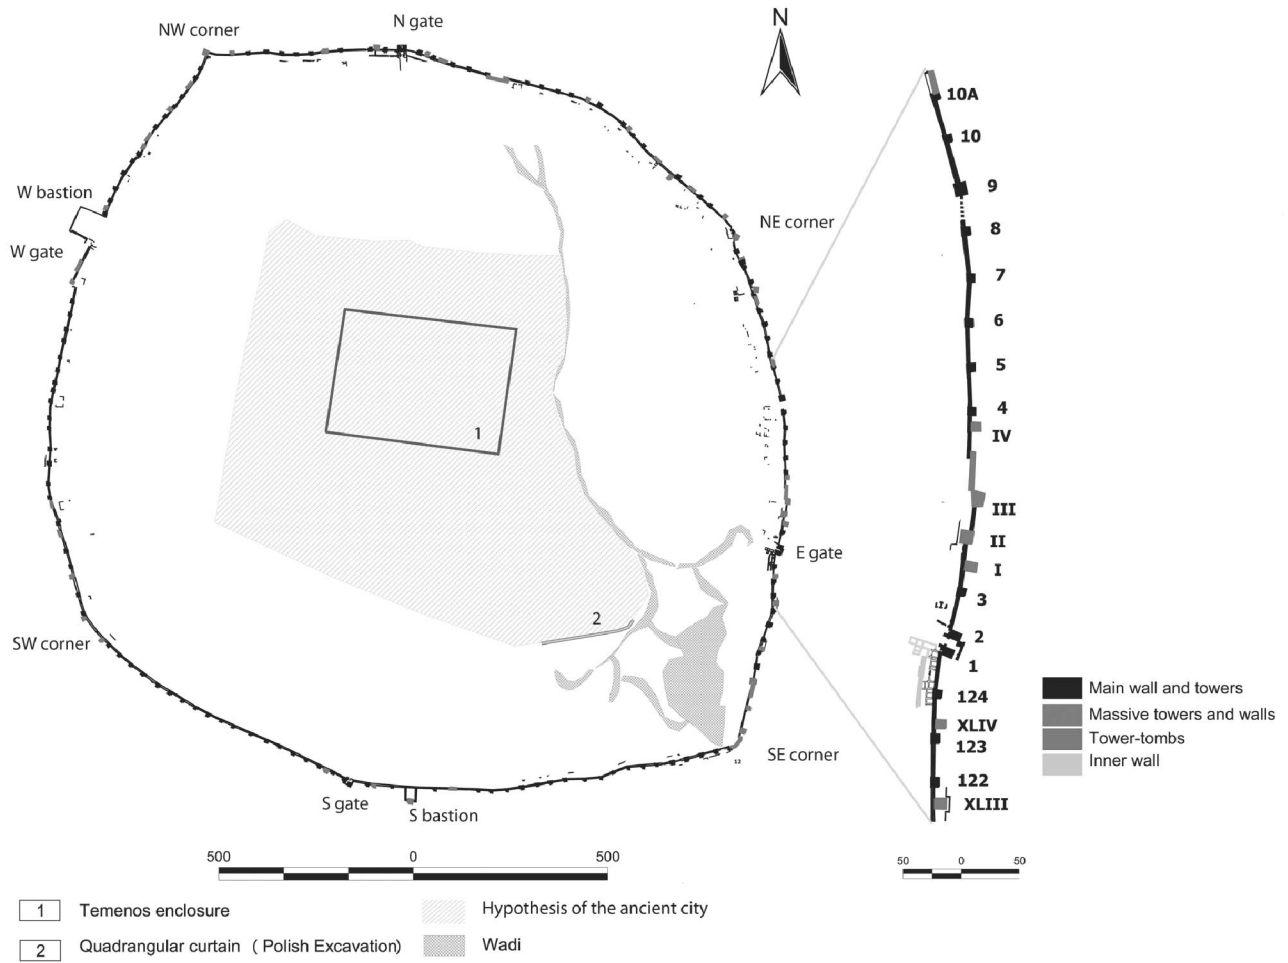 N gate
N
NW corner
10A
10
W bastion
9
NE corner
8
W gate
7
6
5
4
1
IV
III
II
E gate
I
3
2
2
SW corner
1
124
XLIV
SE corner
123
122
S gate
XLIII
S bastion
Main wall and towers
Massive towers and walls
Tower-tombs
Inner wall
500 0 500
50 0 50
1 Temenos enclosure
Hypothesis of the ancient city
2 Quadrangular curtain ( Polish Excavation)
Wadi